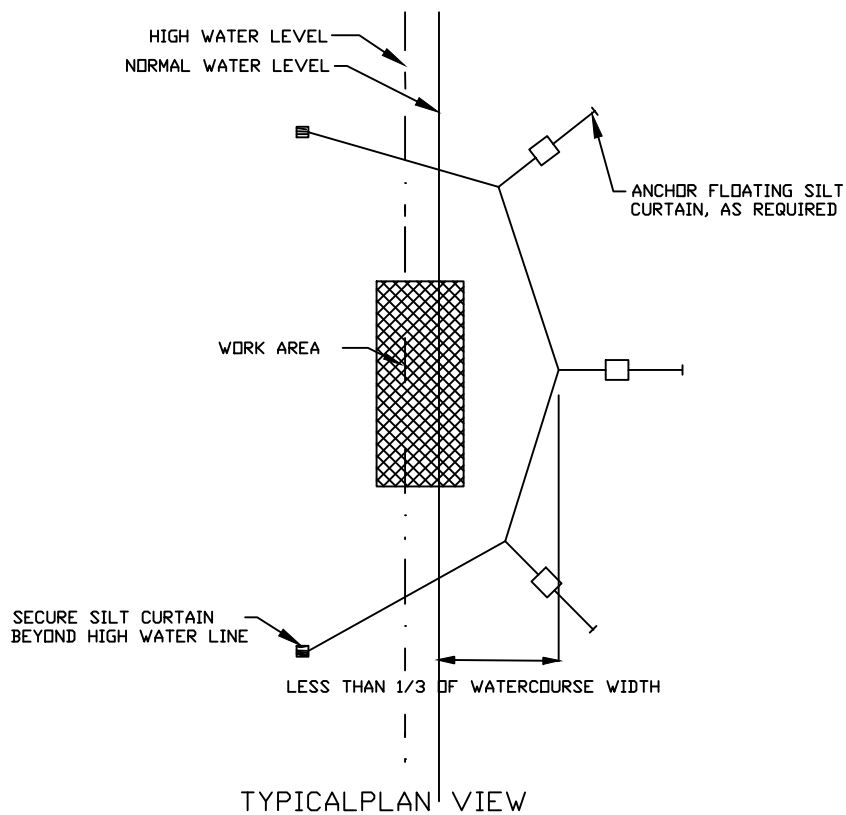 HIGH WATER LEVEL
NORMAL WATER LEVEL
ANCHOR FLOATING SILT
CURTAIN, AS REQUIRED
WORK AREA
SECURE SILT CURTAIN
BEYOND HIGH WATER LINE
LESS THAN 1/3 OF WATERCOURSE WIDTH
TYPICALPLAN VIEW